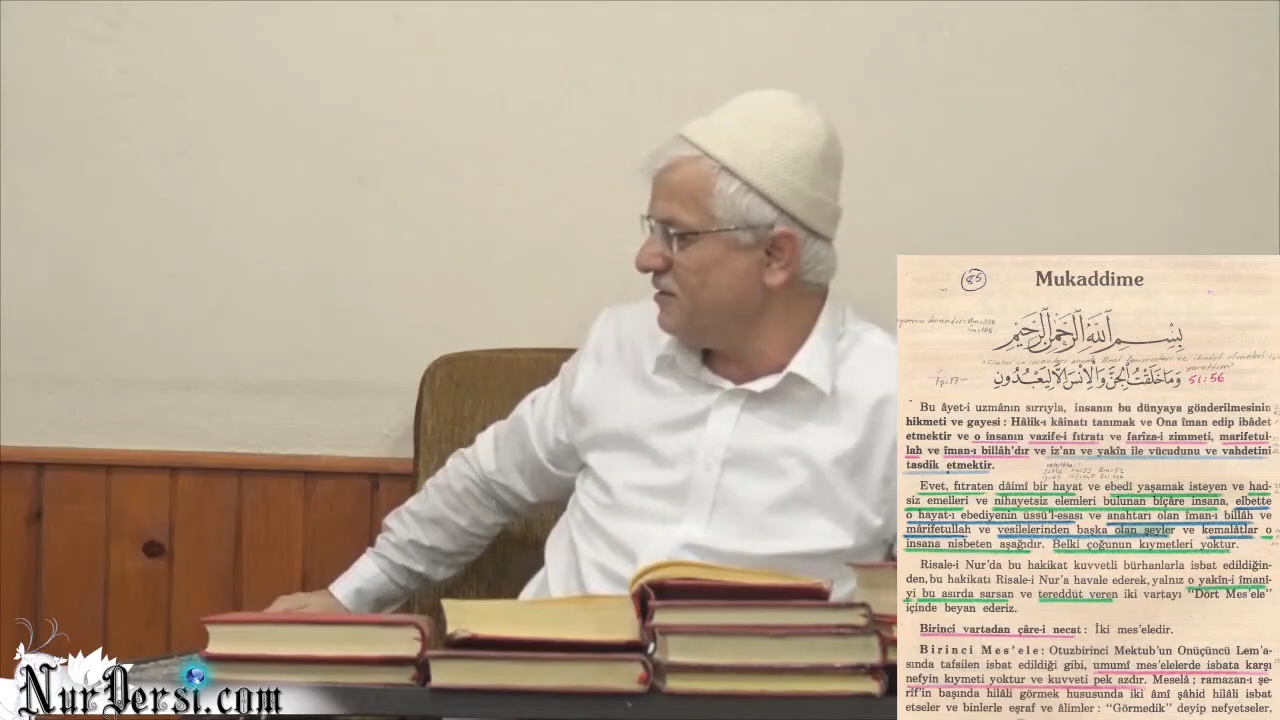 85
Mukaddime
بِسْمِ اللّٰهِ الرَّحْمٰنِ الرَّحِيمِ
وَمَا خَلَقْتُ الْجِنَّ وَالْاِنْسَ اِلَّا لِيَعْبُدُونِ 51:56
Bu âyet-i uzmânın sırrıyla, insanın bu dünyaya gönderilmesinin
hikmeti ve gayesi : Hâlik-ı kâinatı tanımak ve Ona îman edip ibâdet
etmektir ve o insanın vazife-i fıtratı ve farîza-i zimmeti, marifetul-
lah ve îman-ı billâh'dır ve iz'an ve yakîn ile vücudunu ve vahdetini
tasdik etmektir.
Evet, fıtraten dâimî bir hayat ve ebedî yaşamak isteyen ve had-
siz emelleri ve nihayetsiz elemleri bulunan bîçâre insana, elbette
o hayat-ı ebediyenin üssü'l-esası ve anahtarı olan îman-ı billâh ve
mârifetullah ve vesilelerinden başka olan şeyler ve kemalâtlar o
insana nisbeten aşağıdır. Belki çoğunun kıymetleri yoktur.
Risale-i Nur'da bu hakikat kuvvetli bürhanlarla isbat edildiğin-
den, bu hakikatı Risale-i Nur'a havale ederek, yalnız o yakîn-i îmanî-
yi bu asırda sarsan ve tereddüt veren iki vartayı "Dört Mes'ele"
içinde beyan ederiz.
Birinci vartadan çâre-i necat : İki mes'eledir.
Birinci Mes'ele : Otuzbirinci Mektub'un Onüçüncü Lem'a-
sında tafsilen isbat edildiği gibi, umumî mes'elelerde isbata karşı
nefyin kıymeti yoktur ve kuvveti pek azdır. Meselâ ; ramazan-ı şe-
rîf'in başında hilâli görmek hususunda iki âmî şâhid hilâli isbat
etseler ve binlerle eşraf ve âlimler : "Görmedik" deyip nefyetseler,
NurDersi.com